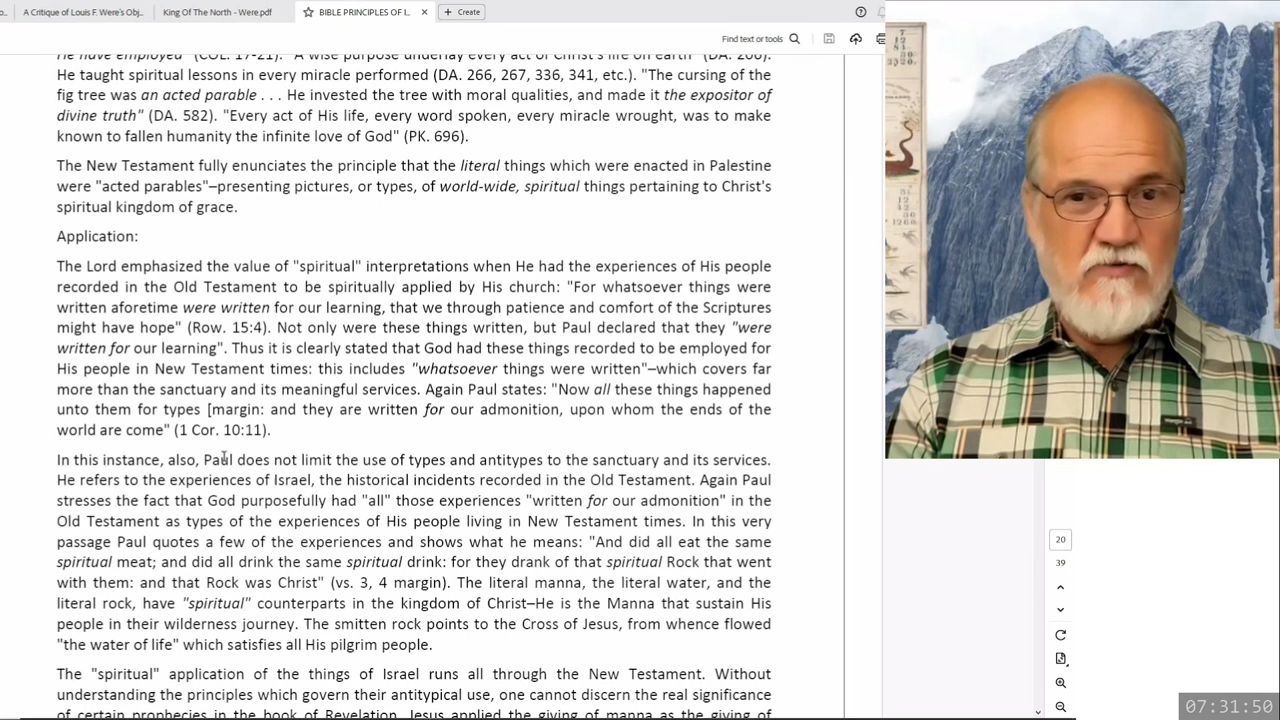 o...
A Critique of Louis F. Were's Obj...
King Of The North - Were.pdf
BIBLE PRINCIPLES OF I...
Create
Find text or tools
He have employed" (COL. 17-21). "A wise purpose underlay every act of Christ's life on earth" (DA. 206).
He taught spiritual lessons in every miracle performed (DA. 266, 267, 336, 341, etc.). "The cursing of the
fig tree was an acted parable . . . He invested the tree with moral qualities, and made it the expositor of
divine truth" (DA. 582). "Every act of His life, every word spoken, every miracle wrought, was to make
known to fallen humanity the infinite love of God" (PK. 696).
The New Testament fully enunciates the principle that the literal things which were enacted in Palestine
were "acted parables"–presenting pictures, or types, of world-wide, spiritual things pertaining to Christ's
spiritual kingdom of grace.
Application:
The Lord emphasized the value of "spiritual" interpretations when He had the experiences of His people
recorded in the Old Testament to be spiritually applied by His church: "For whatsoever things were
written aforetime were written for our learning, that we through patience and comfort of the Scriptures
might have hope" (Row. 15:4). Not only were these things written, but Paul declared that they "were
written for our learning". Thus it is clearly stated that God had these things recorded to be employed for
His people in New Testament times: this includes "whatsoever things were written"–which covers far
more than the sanctuary and its meaningful services. Again Paul states: "Now all these things happened
unto them for types [margin: and they are written for our admonition, upon whom the ends of the
world are come" (1 Cor. 10:11).
In this instance, also, Paul does not limit the use of types and antitypes to the sanctuary and its services.
He refers to the experiences of Israel, the historical incidents recorded in the Old Testament. Again Paul
stresses the fact that God purposefully had "all" those experiences "written for our admonition" in the
Old Testament as types of the experiences of His people living in New Testament times. In this very
passage Paul quotes a few of the experiences and shows what he means: "And did all eat the same
spiritual meat; and did all drink the same spiritual drink: for they drank of that spiritual Rock that went
with them: and that Rock was Christ" (vs. 3, 4 margin). The literal manna, the literal water, and the
literal rock, have "spiritual" counterparts in the kingdom of Christ–He is the Manna that sustain His
people in their wilderness journey. The smitten rock points to the Cross of Jesus, from whence flowed
"the water of life" which satisfies all His pilgrim people.
The "spiritual" application of the things of Israel runs all through the New Testament. Without
understanding the principles which govern their antitypical use, one cannot discern the real significance
of certain prophecies in the book of Revelation. Jesus applied the giving of manna as the giving of
20
39
07:31:50